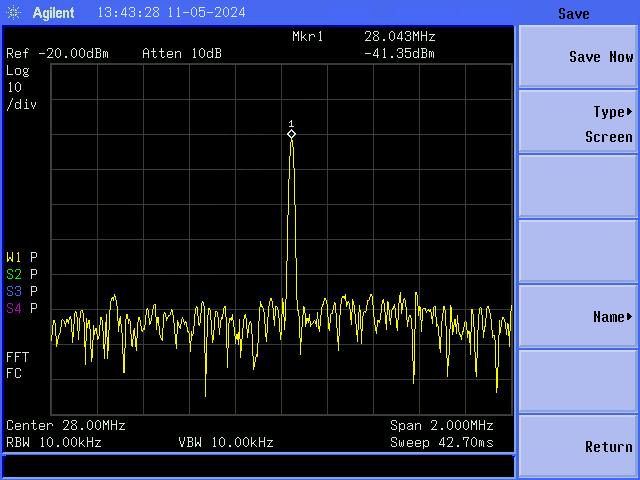 Agilent 13:43:28 11-05-2024 Save
Mkr1 28.043MHz
Ref -20.00dBm Atten 10dB -41.35dBm
Log
10
/div
1
W1 P
S2 P
S3 P
S4 P
FFT
FC
Center 28.00MHz Span 2.000MHz
RBW 10.00kHz VBW 10.00kHz Sweep 42.70ms
Save Now
Type
Screen
Name
Return